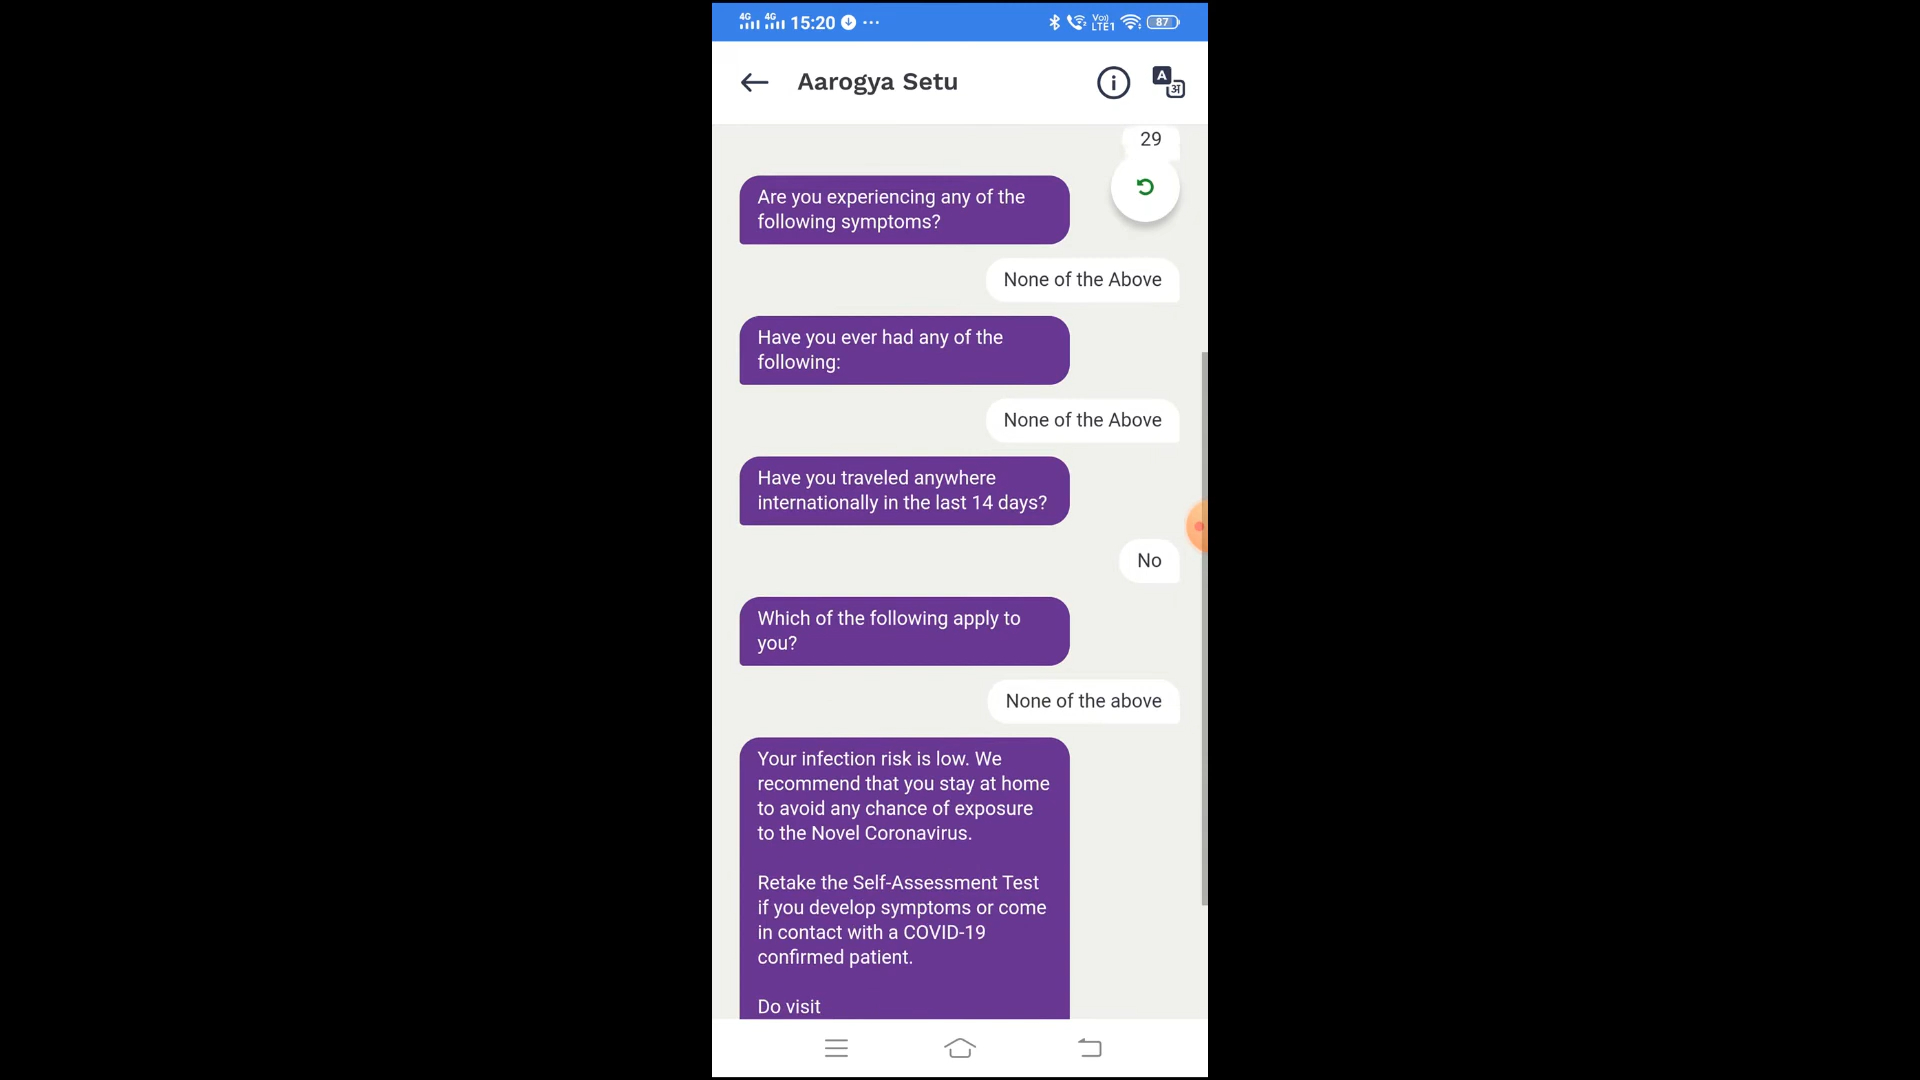 4G 4G 15:20 ... Vo) LTE1 87
Aarogya Setu
A अ
29
Are you experiencing any of the
following symptoms?
None of the Above
Have you ever had any of the
following:
None of the Above
Have you traveled anywhere
internationally in the last 14 days?
No
Which of the following apply to
you?
None of the above
Your infection risk is low. We
recommend that you stay at home
to avoid any chance of exposure
to the Novel Coronavirus.
Retake the Self-Assessment Test
if you develop symptoms or come
in contact with a COVID-19
confirmed patient.
Do visit